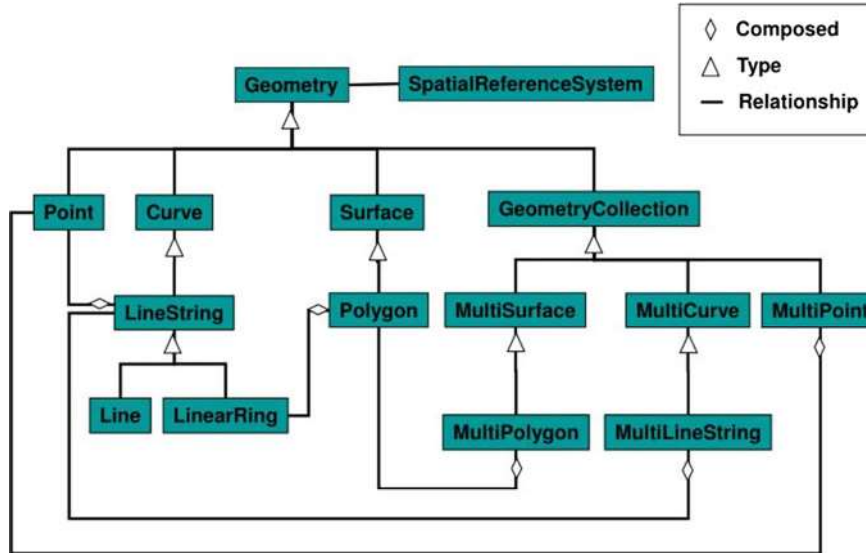 Composed
Type
Relationship
Geometry
SpatialReferenceSystem
Point
Curve
Surface
GeometryCollection
LineString
Polygon
MultiSurface
MultiCurve
MultiPoint
Line
LinearRing
MultiPolygon
MultiLineString